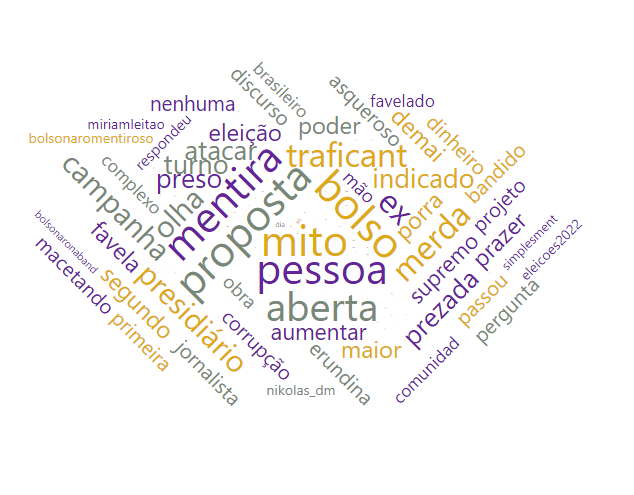 brasileiro
discurso
asqueroso
nenhuma
favelado
miriamleitao
eleição
poder
demai
dinheiro
bolsonaromentiroso
respondeu
atacar
traficant
turno
complexo
preso
mão
indicado
bandido
campanha
olha
mentira
proposta
bolso
ex
porra
merda
projeto
bolsonaronaband
favela
dia
mito
pessoa
supremo
prazer
simplesment
eleicoes2022
macetando
segundo
presidiário
obra
aberta
prezada
passou
pergunta
primeira
corrupção
aumentar
jornalista
erundina
maior
comunidad
nikolas_dm